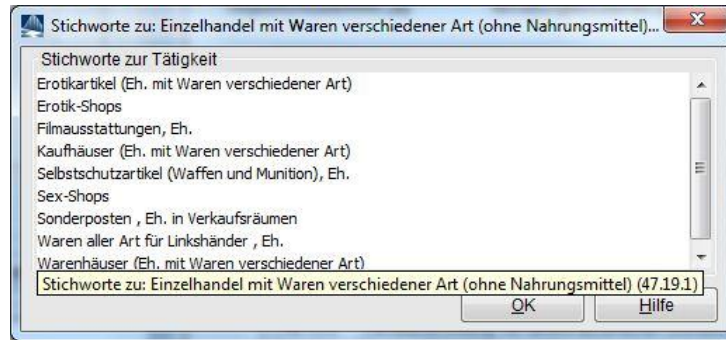 Stichworte zu: Einzelhandel mit Waren verschiedener Art (ohne Nahrungsmittel)...
Stichworte zur Tätigkeit
Erotikartikel (Eh. mit Waren verschiedener Art)
Erotik-Shops
Filmausstattungen, Eh.
Kaufhäuser (Eh. mit Waren verschiedener Art)
Selbstschutzartikel (Waffen und Munition), Eh.
Sex-Shops
Sonderposten , Eh. in Verkaufsräumen
Waren aller Art für Linkshänder , Eh.
Warenhäuser (Eh. mit Waren verschiedener Art)
Stichworte zu: Einzelhandel mit Waren verschiedener Art (ohne Nahrungsmittel) (47.19.1)
OK Hilfe